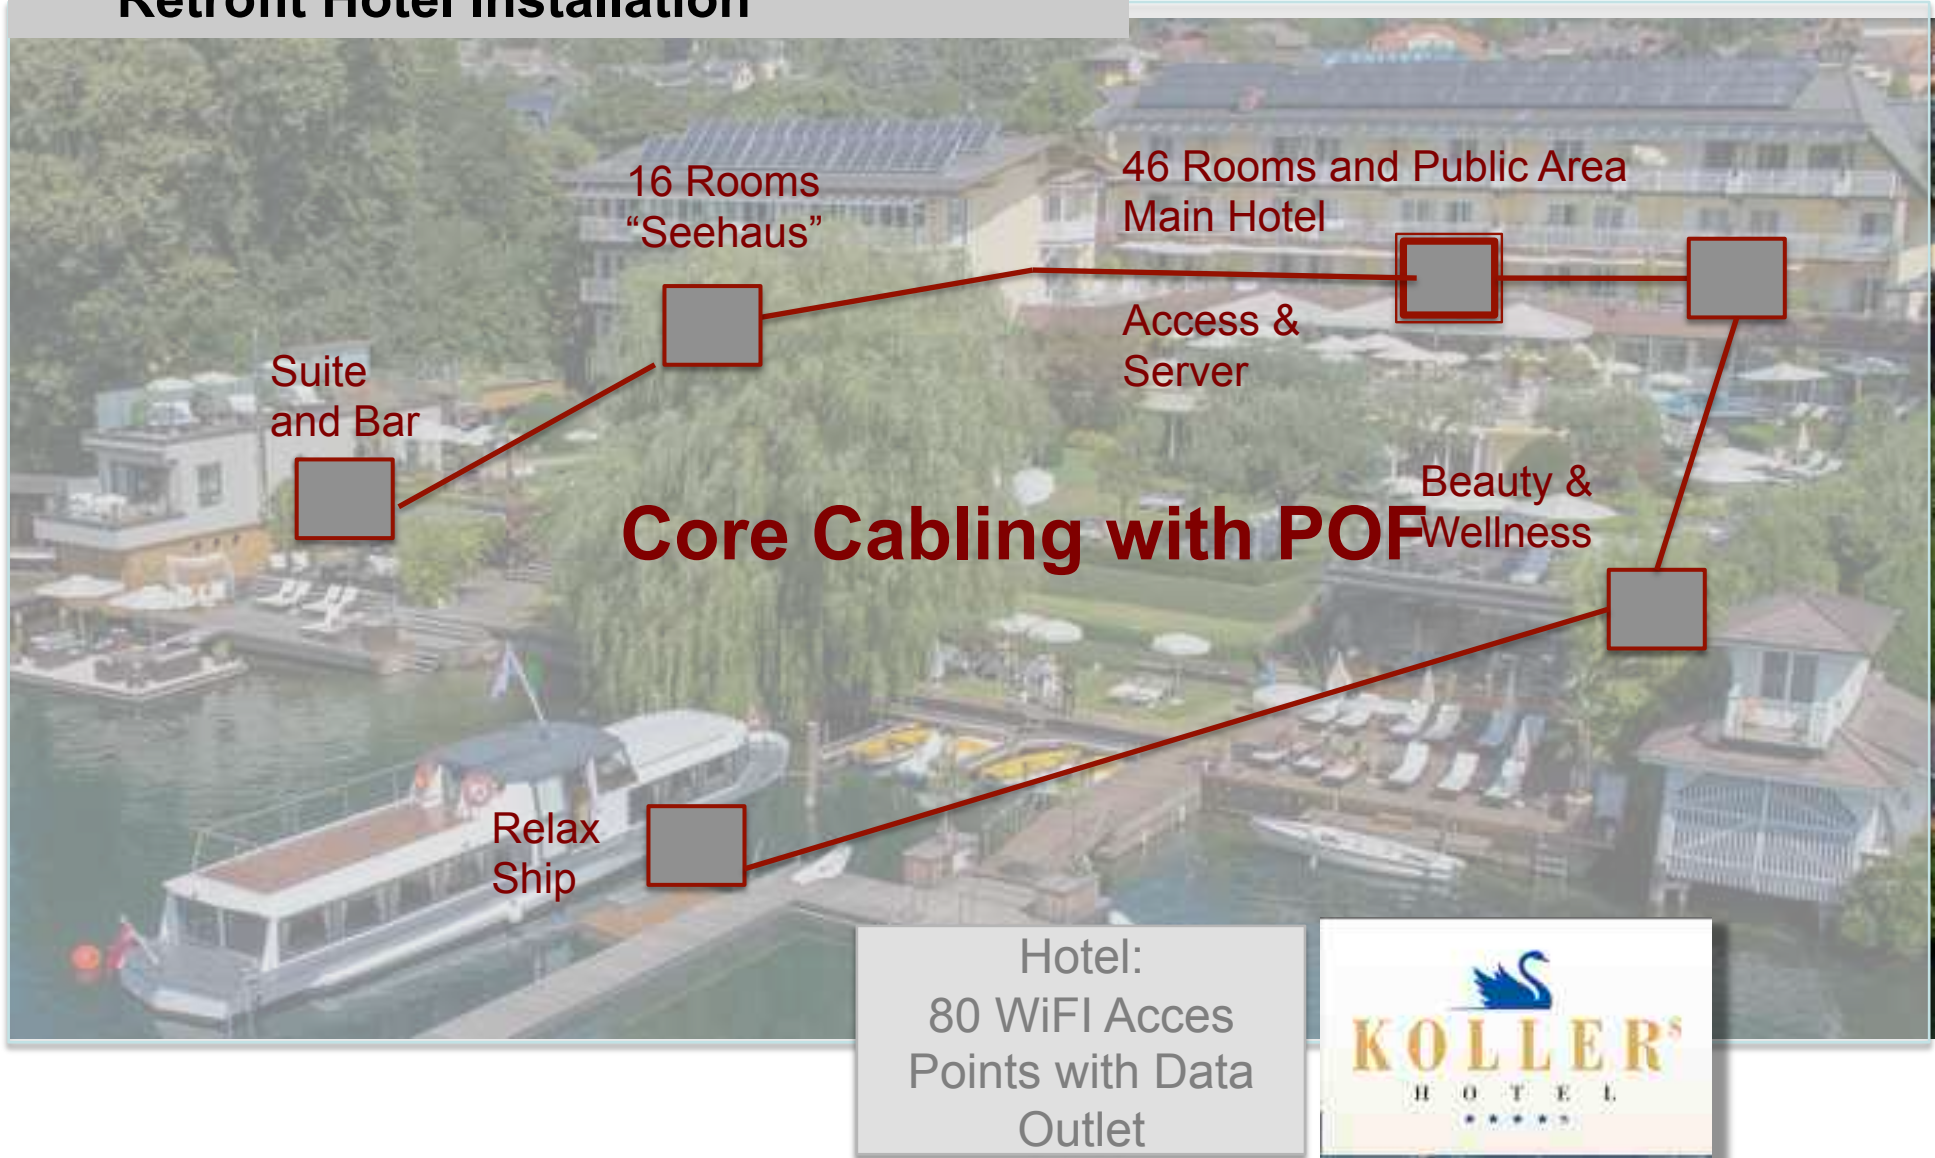 Retrofit Hotel Installation
16 Rooms
“Seehaus”
46 Rooms and Public Area
Main Hotel
Access &
Server
Suite
and Bar
Beauty &
Wellness
Core Cabling with POF
Relax
Ship
Hotel:
80 WiFI Acces
Points with Data
Outlet
KOLLERs
HOTEL